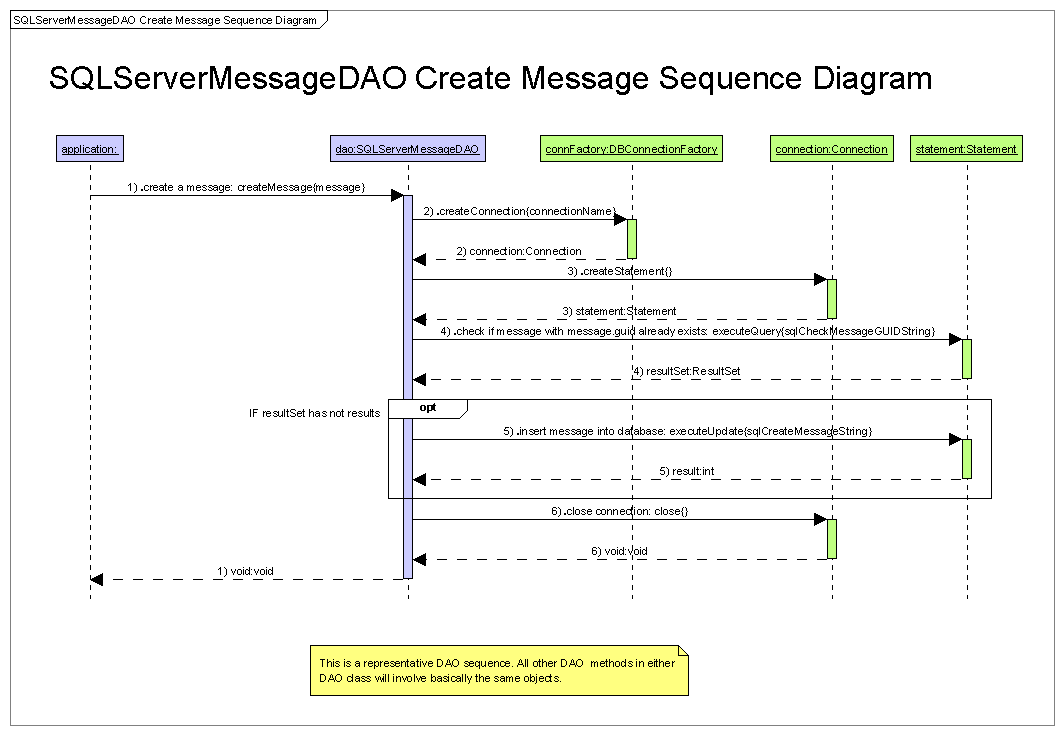 SQLServerMessageDAO Create Message Sequence Diagram
SQLServerMessageDAO Create Message Sequence Diagram
application:
dao:SQLServerMessageDAO
connFactory:DBConnectionFactory
connection:Connection
statement:Statement
1) .create a message: createMessage{message}
2) .createConnection{connectionName}
2) connection:Connection
3) .createStatement{}
3) statement:Statement
4) .check if message with message.guid already exists: executeQuery{sqlCheckMessageGUIDString}
4) resultSet:ResultSet
IF resultSet has not results
opt
5) .insert message into database: executeUpdate{sqlCreateMessageString}
5) result:int
6) .close connection: close{}
6) void:void
1) void:void
This is a representative DAO sequence. All other DAO methods in either
DAO class will involve basically the same objects.